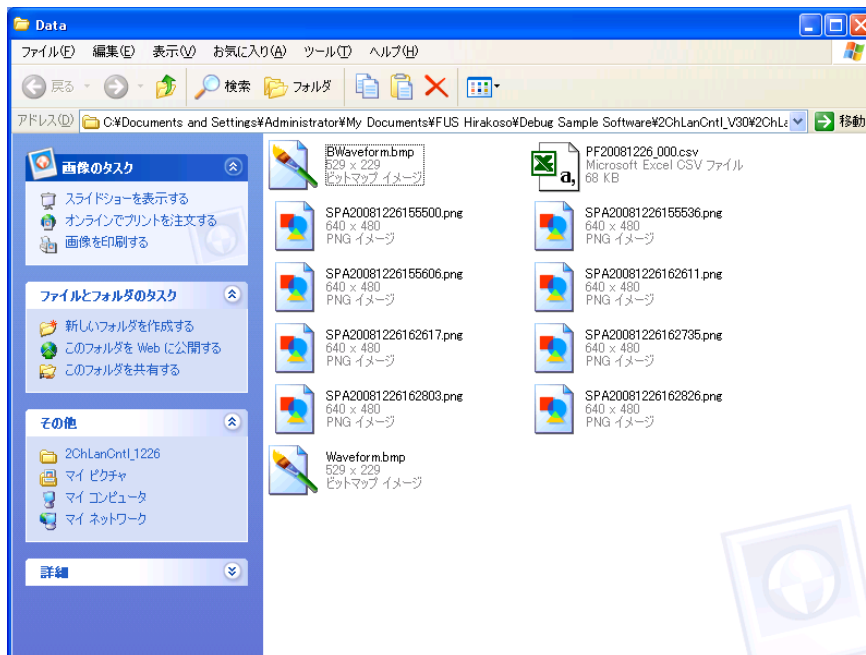 Data
ファイル(F) 編集(E) 表示(V) お気に入り(A) ツール(T) ヘルプ(H)
戻る 検索 フォルダ
アドレス(D) C:¥Documents and Settings¥Administrator¥My Documents¥FUS Hirakoso¥Debug Sample Software¥2ChLanCntl_V30¥2ChLa 移動
画像のタスク
スライドショーを表示する
オンラインでプリントを注文する
画像を印刷する
ファイルとフォルダのタスク
新しいフォルダを作成する
このフォルダを Web に公開する
このフォルダを共有する
その他
2ChLanCntl_1226
マイ ピクチャ
マイ コンピュータ
マイ ネットワーク
詳細
BWaveform.bmp
529 x 229
ビットマップ イメージ
PF20081226_000.csv
Microsoft Excel CSV ファイル
68 KB
SPA20081226155500.png
640 x 480
PNG イメージ
SPA20081226155536.png
640 x 480
PNG イメージ
SPA20081226155606.png
640 x 480
PNG イメージ
SPA20081226162611.png
640 x 480
PNG イメージ
SPA20081226162617.png
640 x 480
PNG イメージ
SPA20081226162735.png
640 x 480
PNG イメージ
SPA20081226162803.png
640 x 480
PNG イメージ
SPA20081226162826.png
640 x 480
PNG イメージ
Waveform.bmp
529 x 229
ビットマップ イメージ